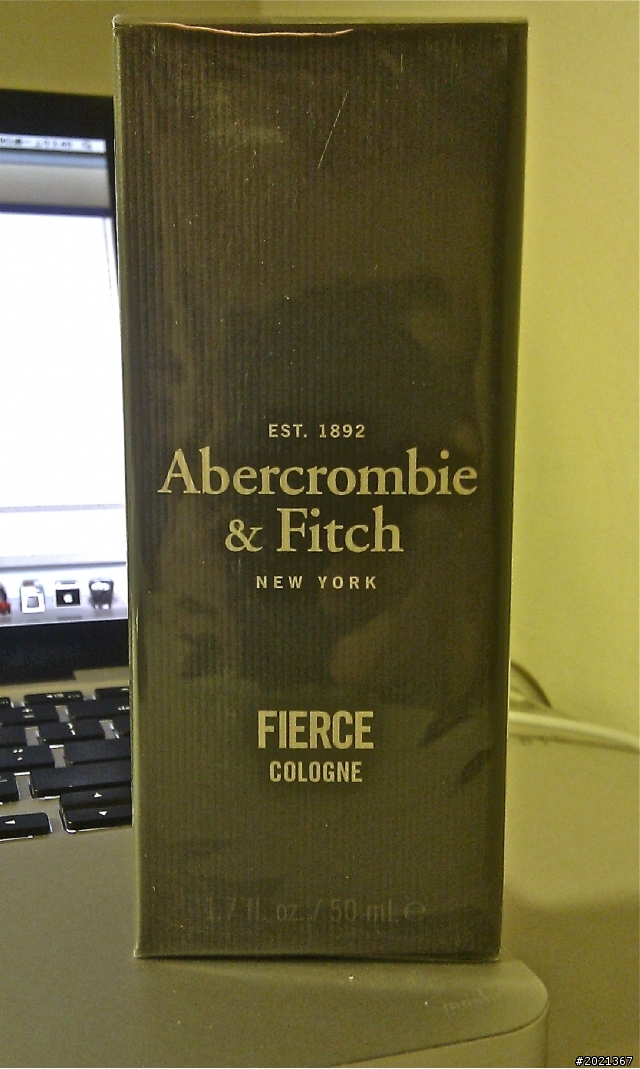 EST. 1892
Abercrombie
& Fitch
NEW YORK
FIERCE
COLOGNE
1.7 fl. oz. / 50 mL ℮
#2021367